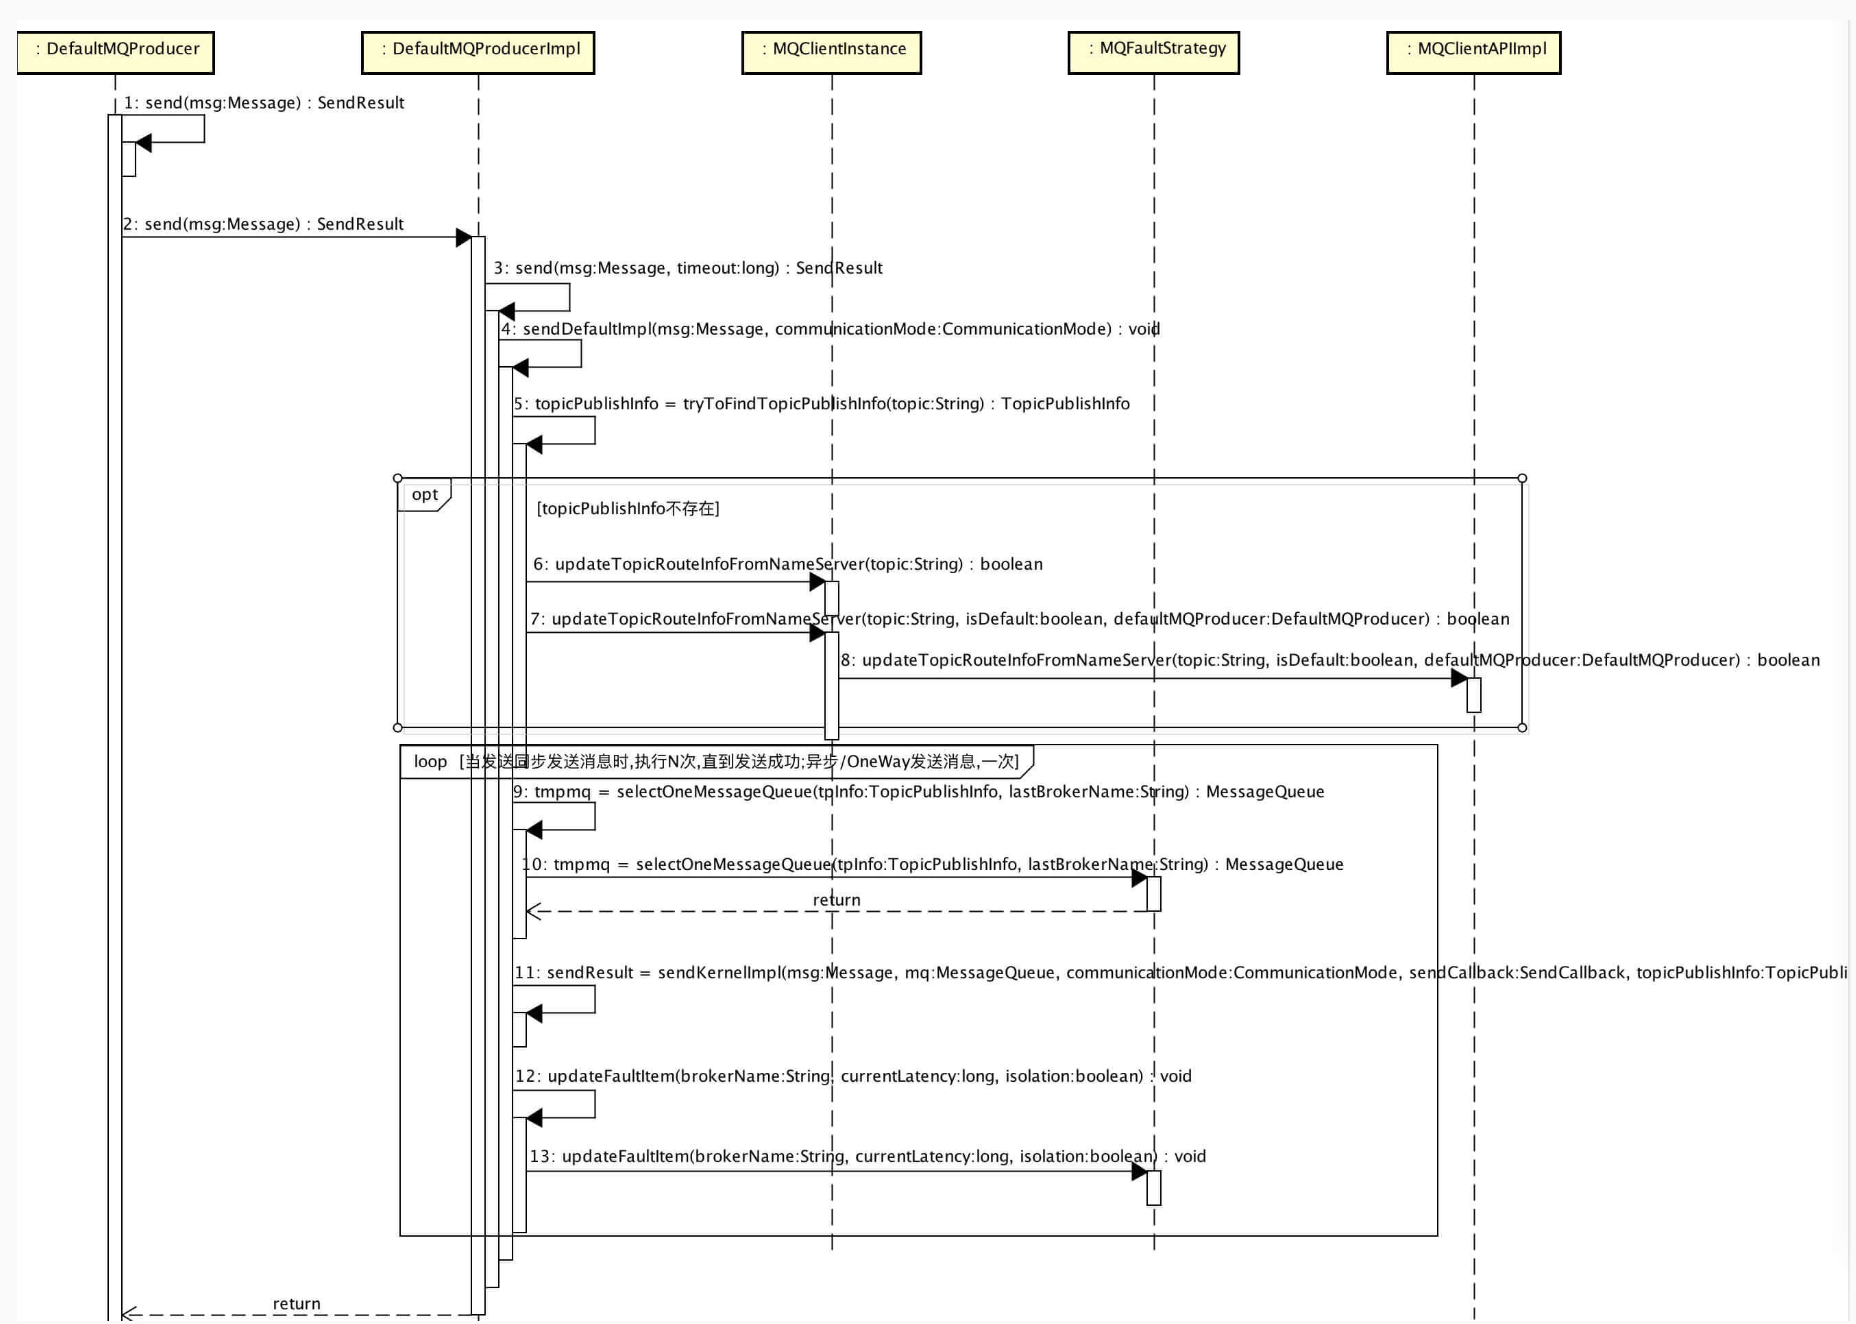 : DefaultMQProducer
: DefaultMQProducerImpl
: MQClientInstance
: MQFaultStrategy
: MQClientAPIImpl
1: send(msg:Message) : SendResult
2: send(msg:Message) : SendResult
3: send(msg:Message, timeout:long) : SendResult
4: sendDefaultImpl(msg:Message, communicationMode:CommunicationMode) : void
5: topicPublishInfo = tryToFindTopicPublishInfo(topic:String) : TopicPublishInfo
opt
[topicPublishInfo不存在]
6: updateTopicRouteInfoFromNameServer(topic:String) : boolean
7: updateTopicRouteInfoFromNameServer(topic:String, isDefault:boolean, defaultMQProducer:DefaultMQProducer) : boolean
8: updateTopicRouteInfoFromNameServer(topic:String, isDefault:boolean, defaultMQProducer:DefaultMQProducer) : boolean
loop [当发送同步发送消息时,执行N次,直到发送成功;异步/OneWay发送消息,一次]
9: tmpmq = selectOneMessageQueue(tpInfo:TopicPublishInfo, lastBrokerName:String) : MessageQueue
10: tmpmq = selectOneMessageQueue(tpInfo:TopicPublishInfo, lastBrokerName:String) : MessageQueue
return
11: sendResult = sendKernelImpl(msg:Message, mq:MessageQueue, communicationMode:CommunicationMode, sendCallback:SendCallback, topicPublishInfo:TopicPubli
12: updateFaultItem(brokerName:String, currentLatency:long, isolation:boolean) : void
13: updateFaultItem(brokerName:String, currentLatency:long, isolation:boolean) : void
return